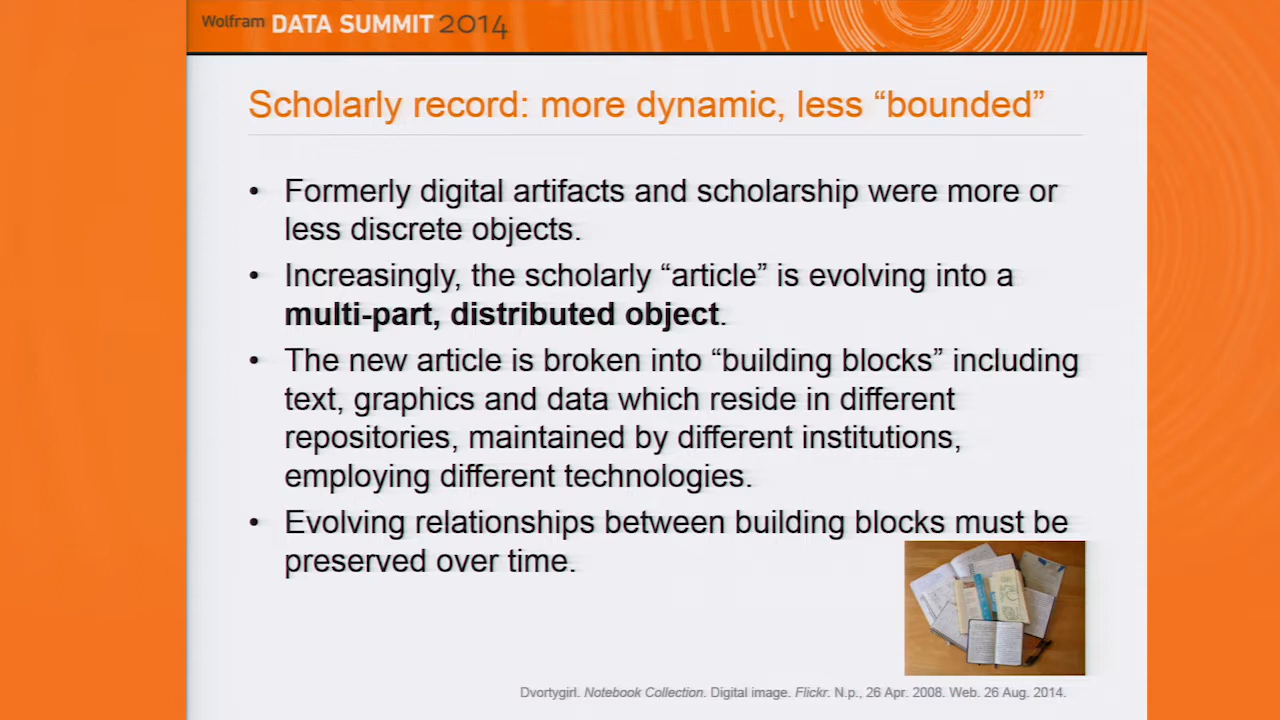 Wolfram DATA SUMMIT 2014
Scholarly record: more dynamic, less “bounded”
• Formerly digital artifacts and scholarship were more or
less discrete objects.
• Increasingly, the scholarly “article” is evolving into a
multi-part, distributed object.
• The new article is broken into “building blocks” including
text, graphics and data which reside in different
repositories, maintained by different institutions,
employing different technologies.
• Evolving relationships between building blocks must be
preserved over time.
Dvortygirl. Notebook Collection. Digital image. Flickr. N.p., 26 Apr. 2008. Web. 26 Aug. 2014.